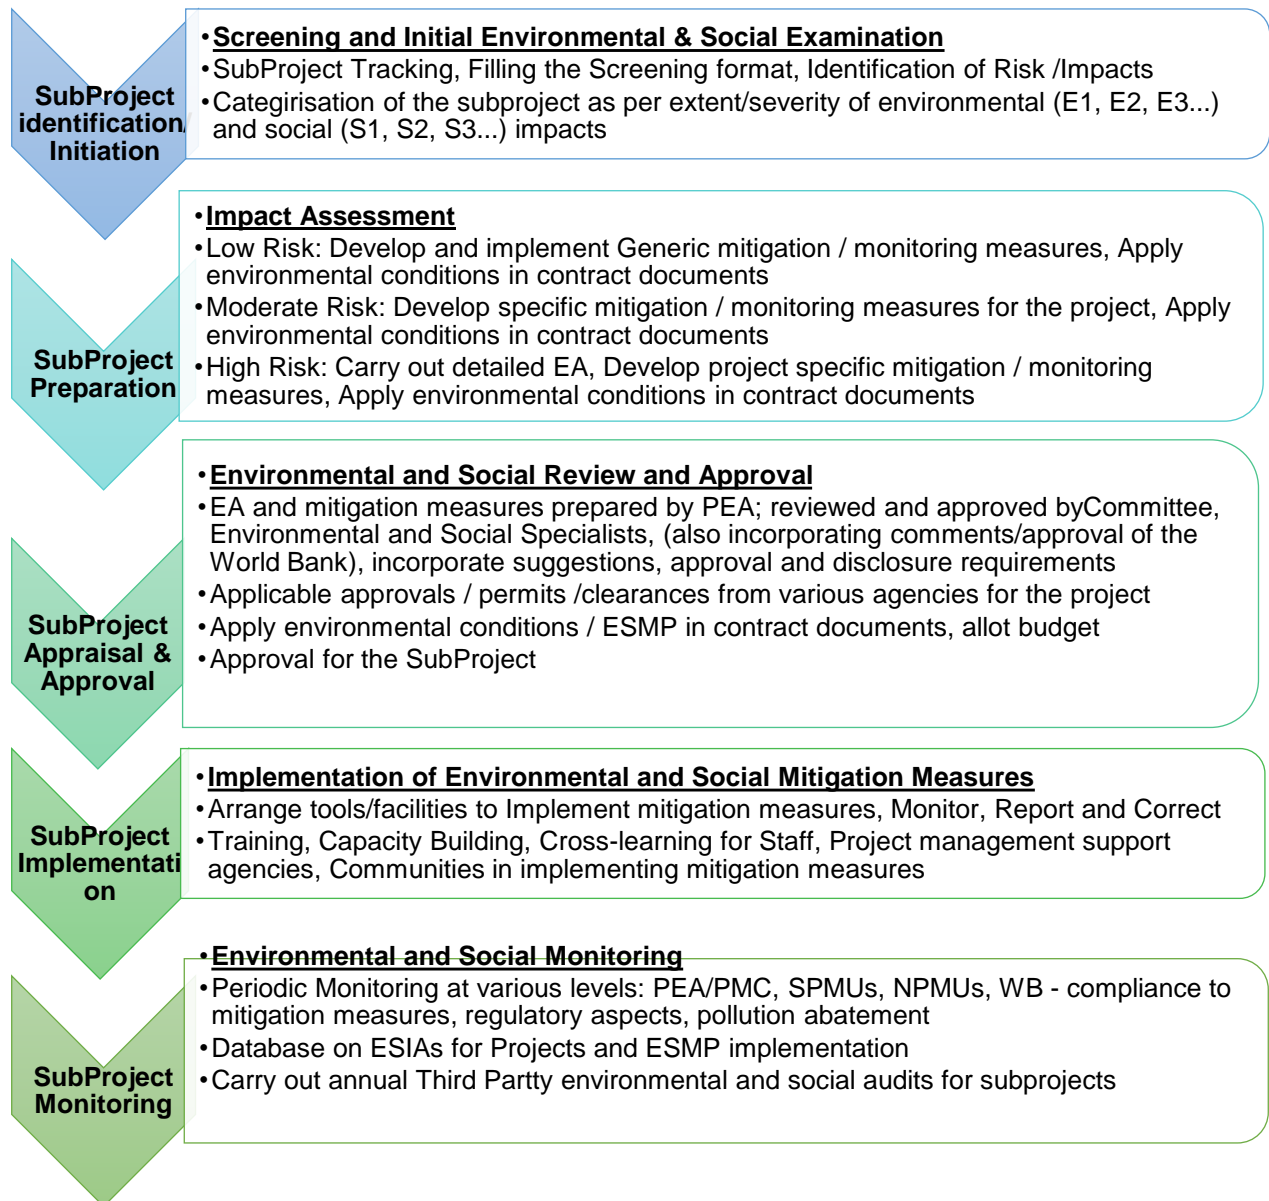 SubProject
identification/
Initiation
•Screening and Initial Environmental & Social Examination
•SubProject Tracking, Filling the Screening format, Identification of Risk /Impacts
•Categirisation of the subproject as per extent/severity of environmental (E1, E2, E3...)
and social (S1, S2, S3...) impacts
SubProject
Preparation
•Impact Assessment
•Low Risk: Develop and implement Generic mitigation / monitoring measures, Apply
environmental conditions in contract documents
•Moderate Risk: Develop specific mitigation / monitoring measures for the project, Apply
environmental conditions in contract documents
•High Risk: Carry out detailed EA, Develop project specific mitigation / monitoring
measures, Apply environmental conditions in contract documents
SubProject
Appraisal &
Approval
•Environmental and Social Review and Approval
•EA and mitigation measures prepared by PEA; reviewed and approved byCommittee,
Environmental and Social Specialists, (also incorporating comments/approval of the
World Bank), incorporate suggestions, approval and disclosure requirements
•Applicable approvals / permits /clearances from various agencies for the project
•Apply environmental conditions / ESMP in contract documents, allot budget
•Approval for the SubProject
SubProject
Implementati
on
•Implementation of Environmental and Social Mitigation Measures
•Arrange tools/facilities to Implement mitigation measures, Monitor, Report and Correct
•Training, Capacity Building, Cross-learning for Staff, Project management support
agencies, Communities in implementing mitigation measures
SubProject
Monitoring
•Environmental and Social Monitoring
•Periodic Monitoring at various levels: PEA/PMC, SPMUs, NPMUs, WB - compliance to
mitigation measures, regulatory aspects, pollution abatement
•Database on ESIAs for Projects and ESMP implementation
•Carry out annual Third Partty environmental and social audits for subprojects